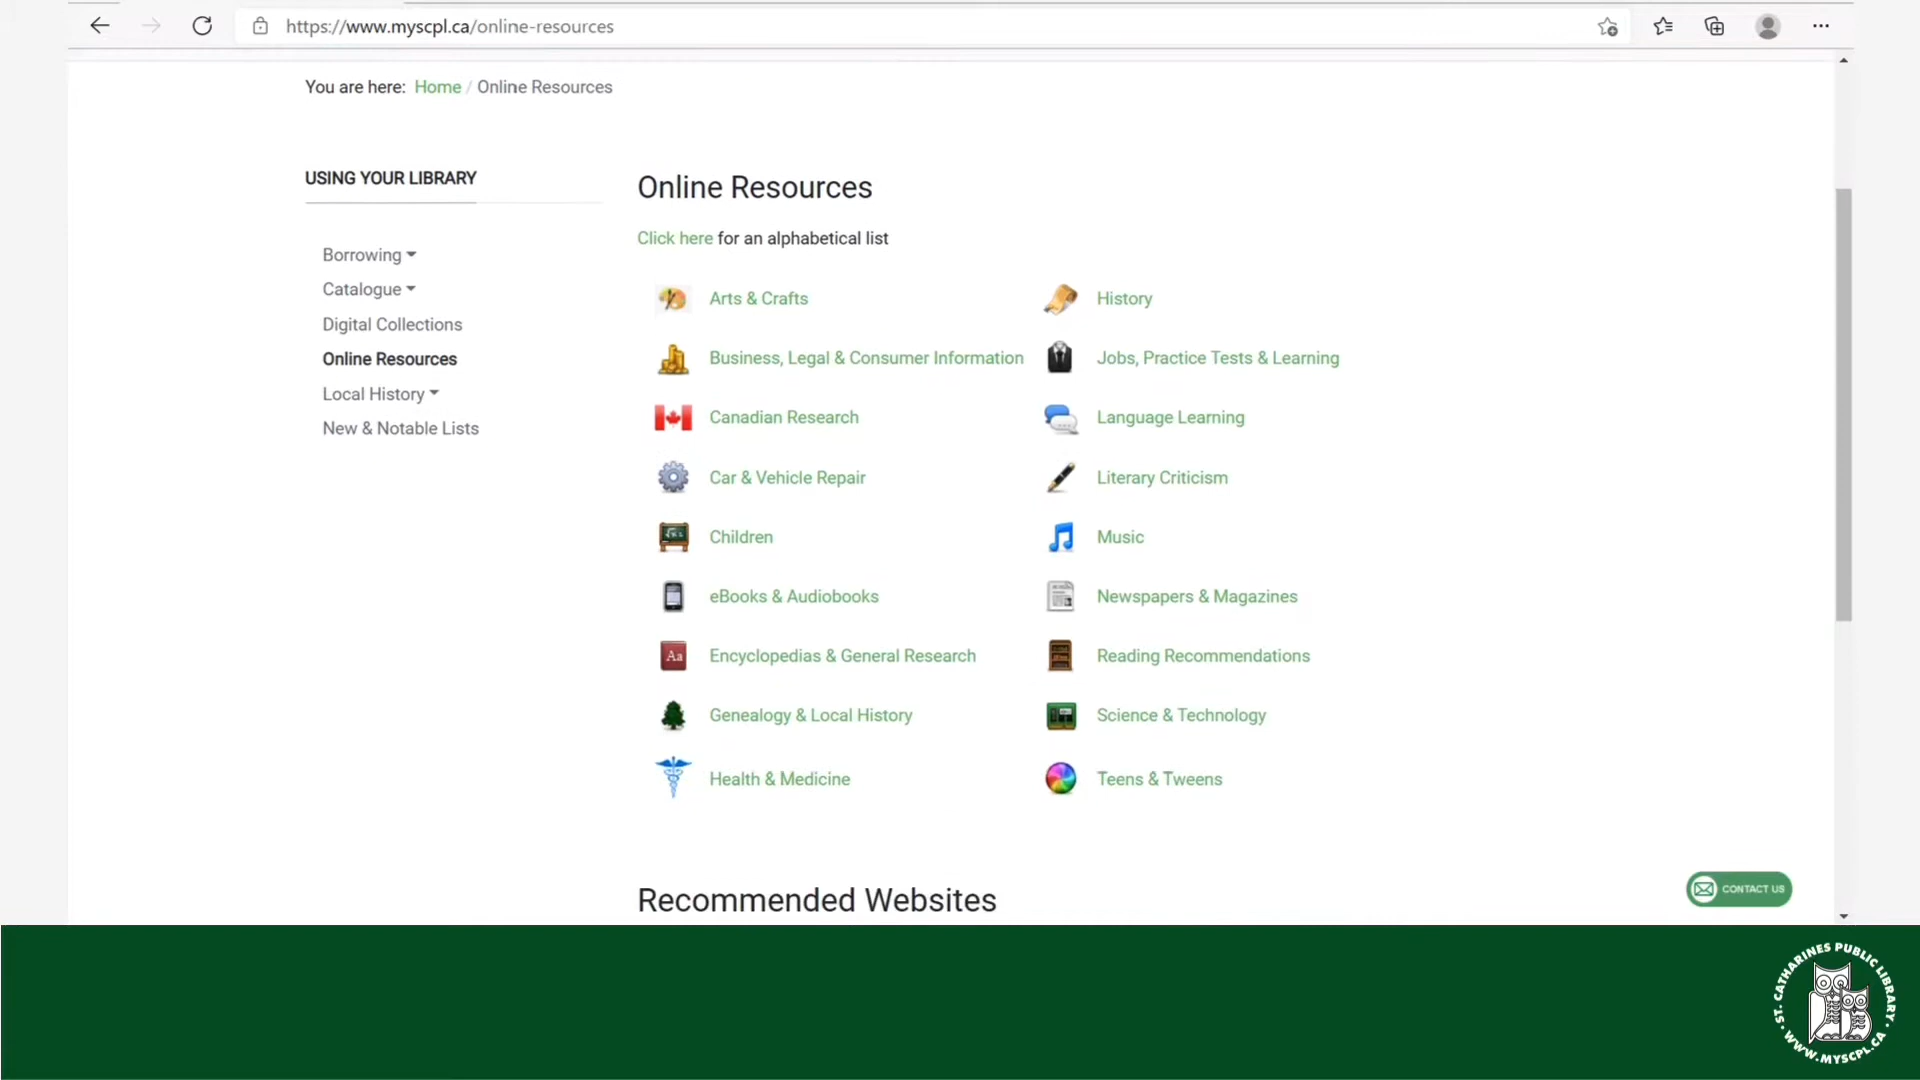 https://www.myscpl.ca/online-resources
You are here: Home / Online Resources
USING YOUR LIBRARY
Borrowing
Catalogue
Digital Collections
Online Resources
Local History
New & Notable Lists
Online Resources
Click here for an alphabetical list
Arts & Crafts
History
Business, Legal & Consumer Information
Jobs, Practice Tests & Learning
Canadian Research
Language Learning
Car & Vehicle Repair
Literary Criticism
Children
Music
eBooks & Audiobooks
Newspapers & Magazines
Aa
Encyclopedias & General Research
Reading Recommendations
Genealogy & Local History
Science & Technology
Health & Medicine
Teens & Tweens
Recommended Websites
CONTACT US
ST. CATHARINES PUBLIC LIBRARY
• WWW.MYSCPL.CA •